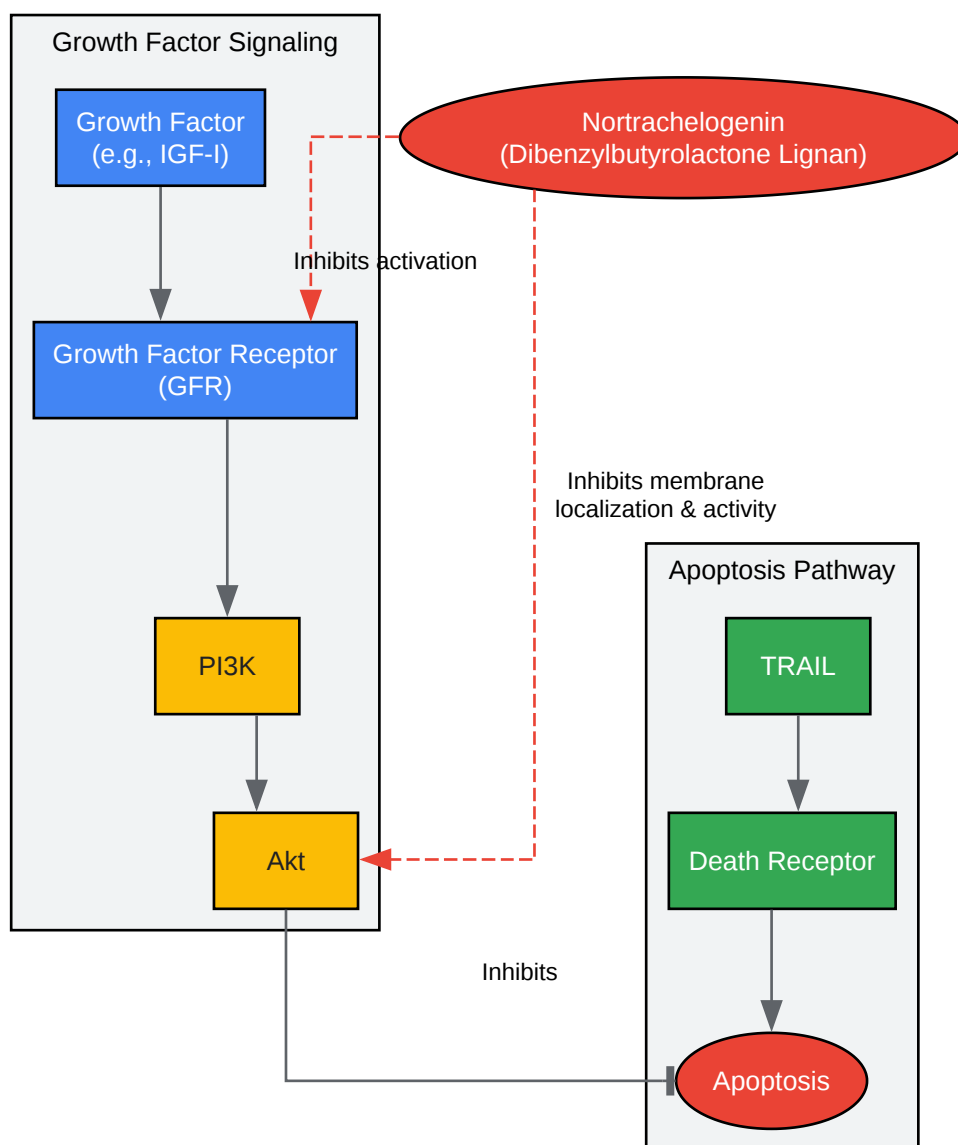 Growth Factor Signaling
Growth Factor
(e.g., IGF-I)
Nortrachelogenin
(Dibenzylbutyrolactone Lignan)
Inhibits activation
Growth Factor Receptor
(GFR)
Inhibits membrane
localization & activity
Apoptosis Pathway
PI3K
TRAIL
Akt
Death Receptor
Inhibits
Apoptosis